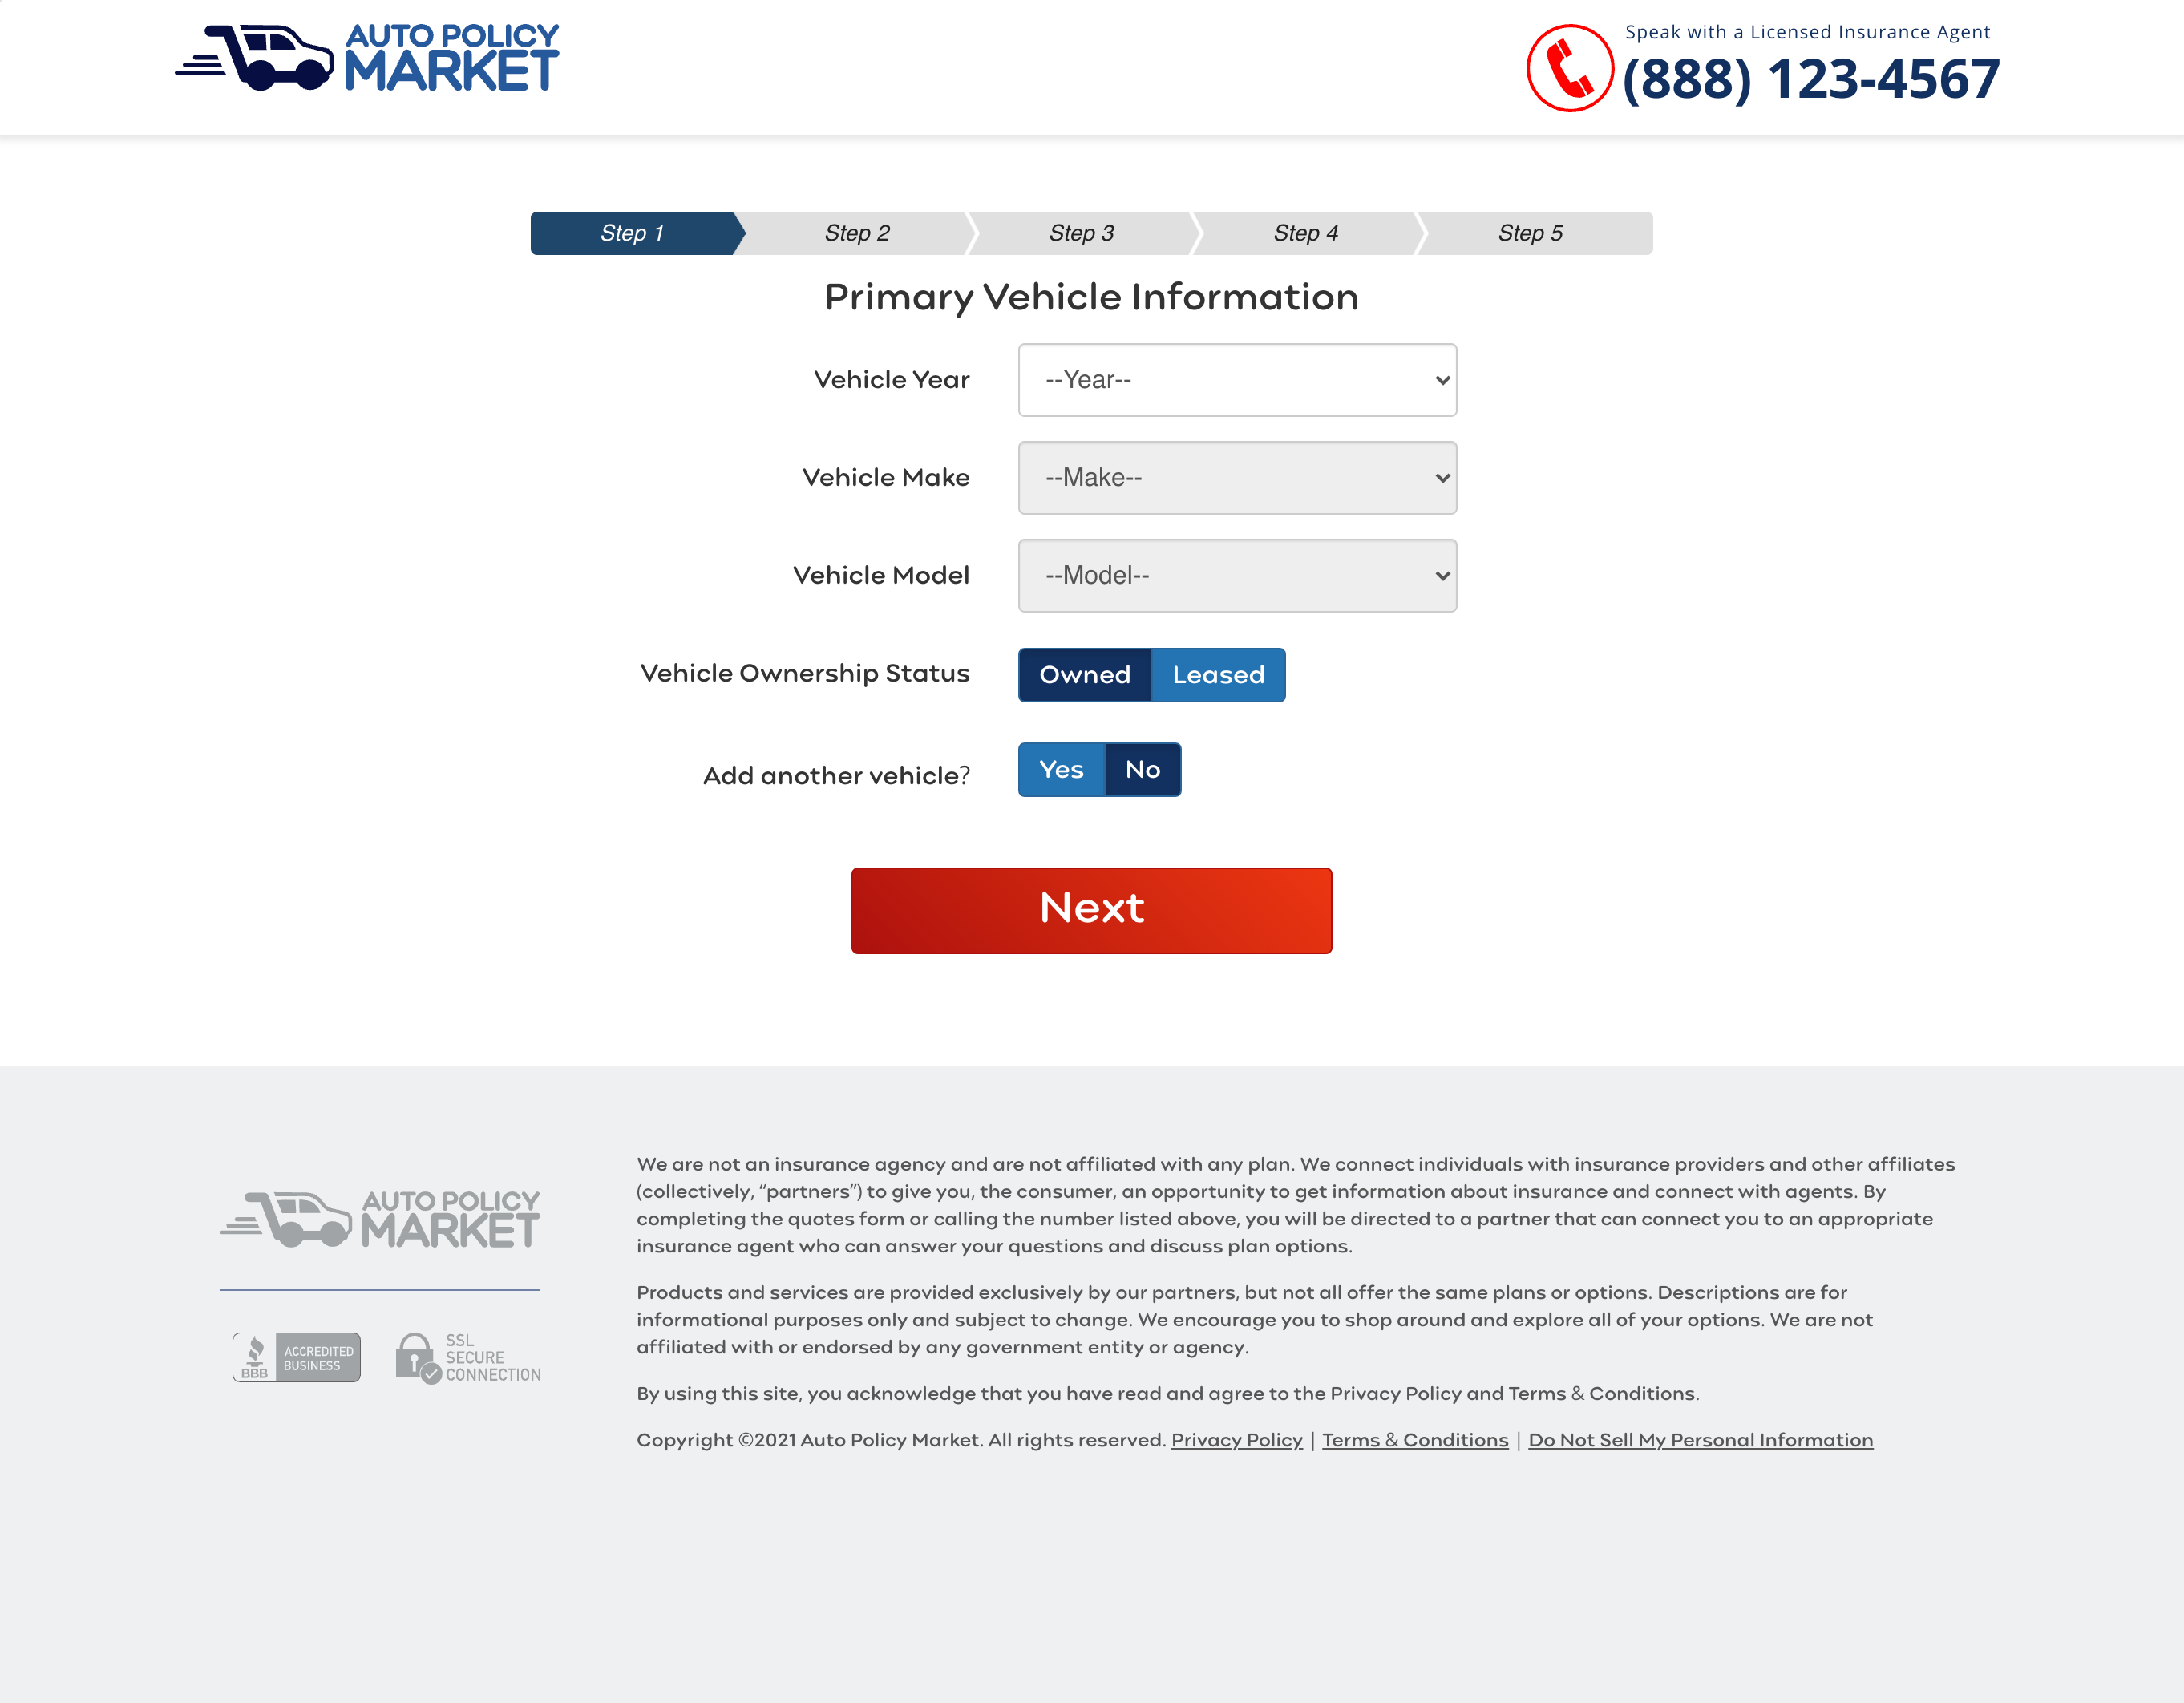 AUTO POLICY
MARKET
Speak with a Licensed Insurance Agent
(888) 123-4567
Step 1
Step 2
Step 3
Step 4
Step 5
Primary Vehicle Information
Vehicle Year
--Year--
Vehicle Make
--Make--
Vehicle Model
--Model--
Vehicle Ownership Status
Owned
Leased
Add another vehicle?
Yes
No
Next
AUTO POLICY
MARKET
BBB
ACCREDITED
BUSINESS
SSL
SECURE
CONNECTION
We are not an insurance agency and are not affiliated with any plan. We connect individuals with insurance providers and other affiliates
(collectively, “partners”) to give you, the consumer, an opportunity to get information about insurance and connect with agents. By
completing the quotes form or calling the number listed above, you will be directed to a partner that can connect you to an appropriate
insurance agent who can answer your questions and discuss plan options.
Products and services are provided exclusively by our partners, but not all offer the same plans or options. Descriptions are for
informational purposes only and subject to change. We encourage you to shop around and explore all of your options. We are not
affiliated with or endorsed by any government entity or agency.
By using this site, you acknowledge that you have read and agree to the Privacy Policy and Terms & Conditions.
Copyright ©2021 Auto Policy Market. All rights reserved. Privacy Policy | Terms & Conditions | Do Not Sell My Personal Information